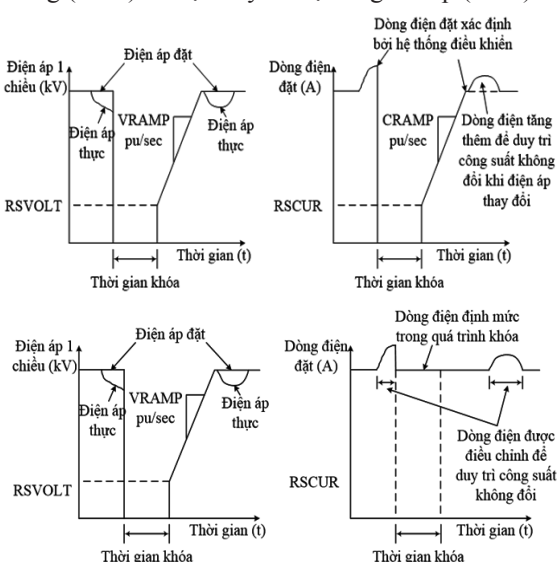 Dòng điện đặt xác định
bởi hệ thống điều khiển
Điện áp 1
chiều (kV)
Điện áp đặt
Điện áp
thực
VRAMP
pu/sec
Điện áp
thực
RSVOLT
Thời gian (t)
Thời gian khóa
Dòng điện
đặt (A)
CRAMP
pu/sec
Dòng điện tăng
thêm để duy trì
công suất không
đổi khi điện áp
thay đổi
RSCUR
Thời gian (t)
Thời gian khóa
Điện áp 1
chiều (kV)
Điện áp đặt
Điện áp
thực
VRAMP
pu/sec
Điện áp
thực
RSVOLT
Thời gian (t)
Thời gian khóa
Dòng điện định mức
trong quá trình khóa
Dòng điện
đặt (A)
Dòng điện được
điều chỉnh để
duy trì công suất
không đổi
RSCUR
Thời gian (t)
Thời gian khóa